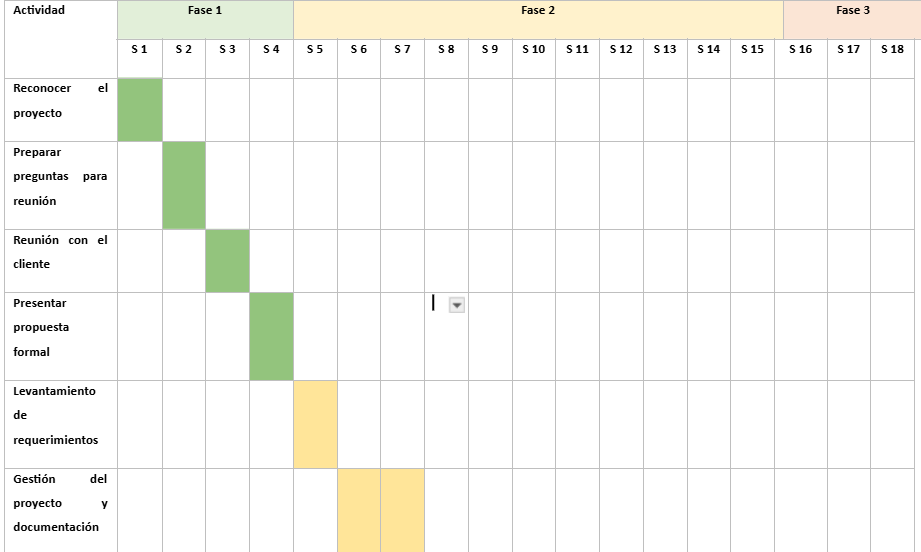 Actividad Fase 1 Fase 2 Fase 3
S 1 S 2 S 3 S 4 S 5 S 6 S 7 S 8 S 9 S 10 S 11 S 12 S 13 S 14 S 15 S 16 S 17 S 18
Reconocer el
proyecto
Preparar
preguntas para
reunión
Reunión con el
cliente
Presentar
propuesta
formal
Levantamiento
de
requerimientos
Gestión del
proyecto y
documentación